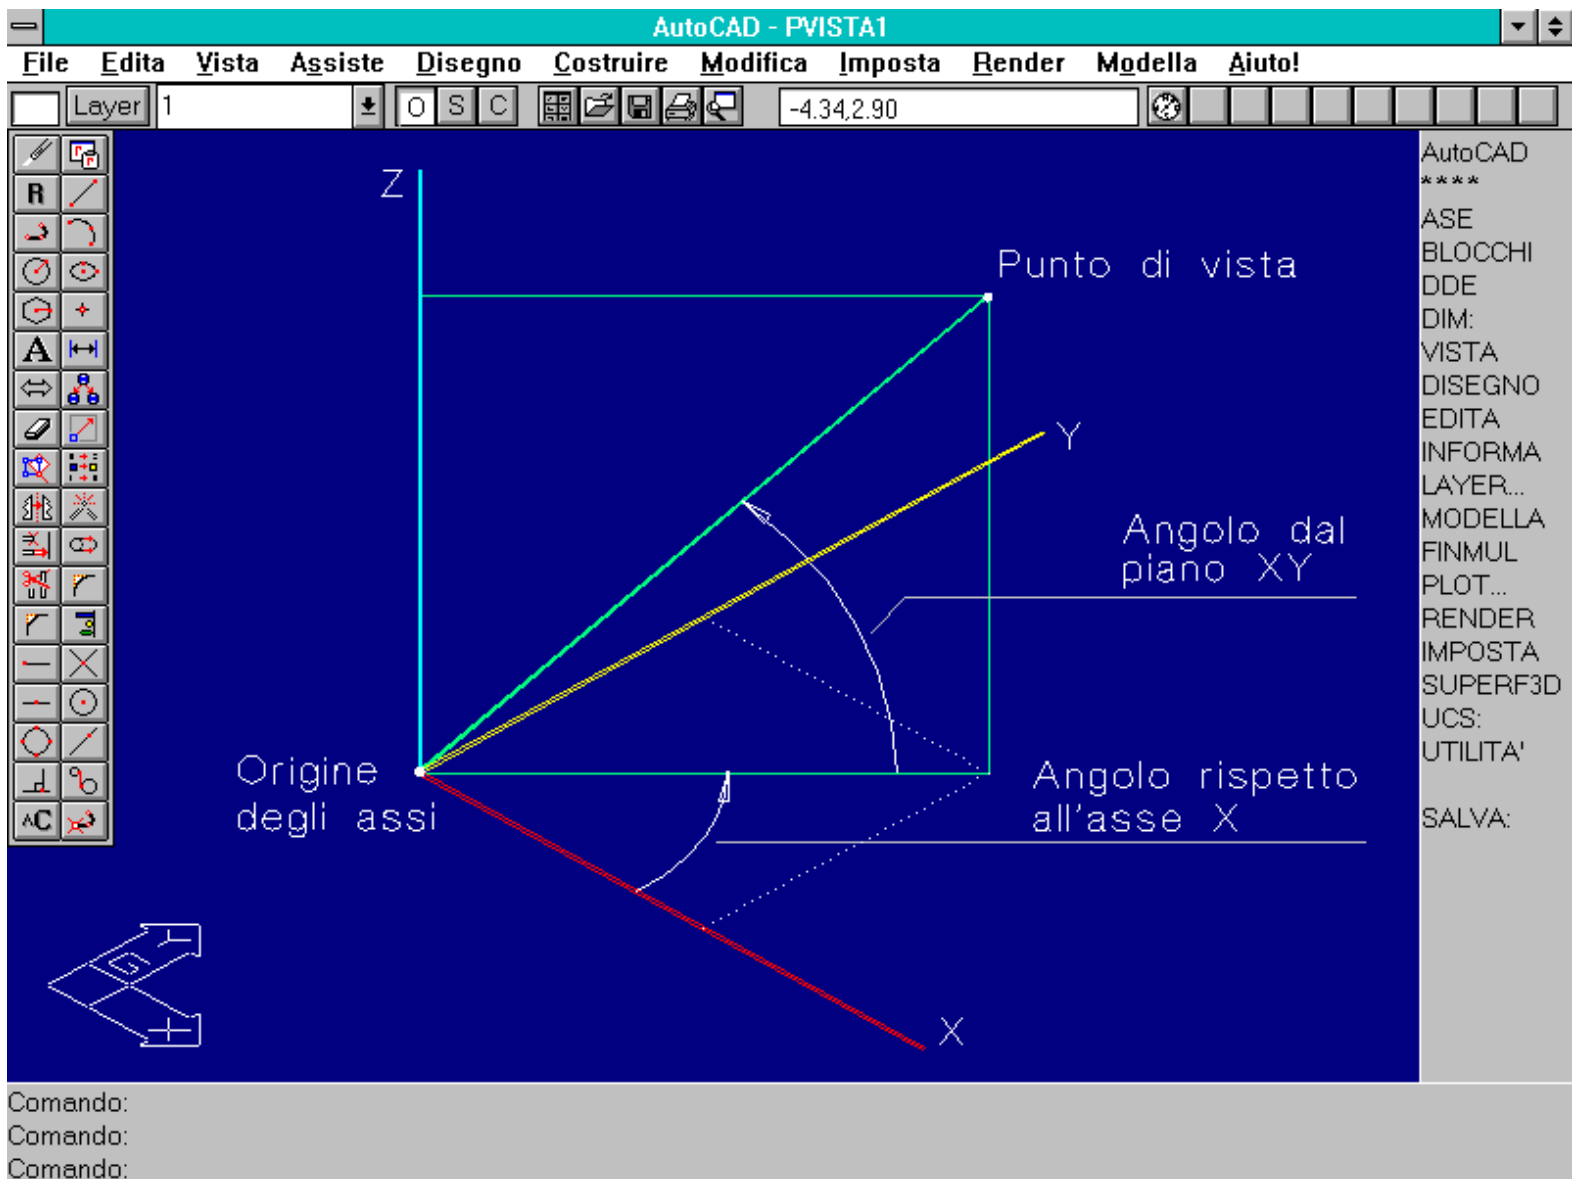 AutoCAD - PVISTA1
File Edita Vista Assiste Disegno Costruire Modifica Imposta Render Modella Aiuto!
Layer 1 O S C -4.34,2.90
R
A
^C
Z
Punto di vista
Y
Angolo dal
piano XY
Origine
degli assi
Angolo rispetto
all'asse X
X
Y
G
X
AutoCAD
* * * *
ASE
BLOCCHI
DDE
DIM:
VISTA
DISEGNO
EDITA
INFORMA
LAYER...
MODELLA
FINMUL
PLOT...
RENDER
IMPOSTA
SUPERF3D
UCS:
UTILITA'
SALVA:
Comando:
Comando:
Comando: